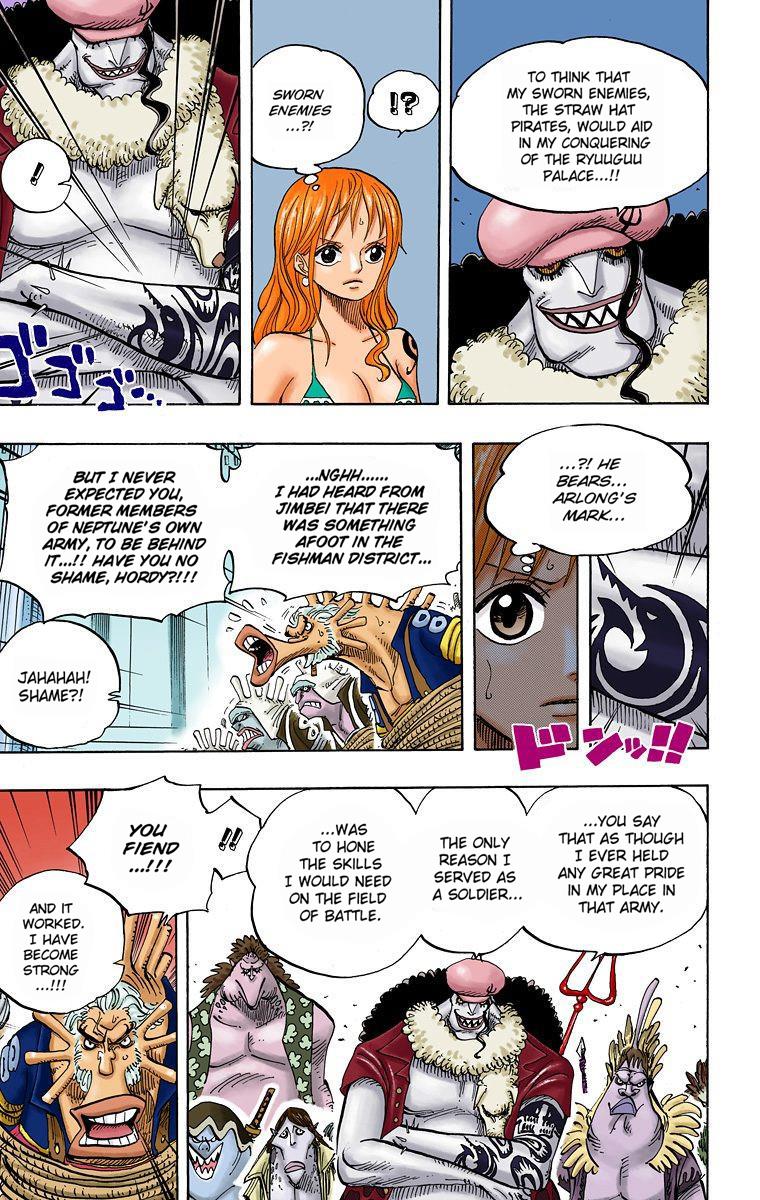 TO THINK THAT
MY SWORN ENEMIES,
THE STRAW HAT
PIRATES, WOULD AID
IN MY CONQUERING
OF THE RYUUGUU
PALACE...!!
!?
SWORN
ENEMIES
...?!
!
ゴゴゴゴ...
...?! HE
BEARS...
ARLONG'S
MARK...
ドンッ!!
...NGHH......
I HAD HEARD FROM
JIMBEI THAT THERE
WAS SOMETHING
AFOOT IN THE
FISHMAN DISTRICT...
BUT I NEVER
EXPECTED YOU,
FORMER MEMBERS
OF NEPTUNE'S OWN
ARMY, TO BE BEHIND
IT...!! HAVE YOU NO
SHAME, HORDY?!!!
JAHAHAH!
SHAME?!
...YOU SAY
THAT AS THOUGH
I EVER HELD
ANY GREAT PRIDE
IN MY PLACE IN
THAT ARMY.
THE ONLY
REASON I
SERVED AS
A SOLDIER...
...WAS
TO HONE
THE SKILLS
I WOULD NEED
ON THE FIELD
OF BATTLE.
!!
YOU
FIEND
...!!!
AND IT
WORKED.
I HAVE
BECOME
STRONG
...!!!